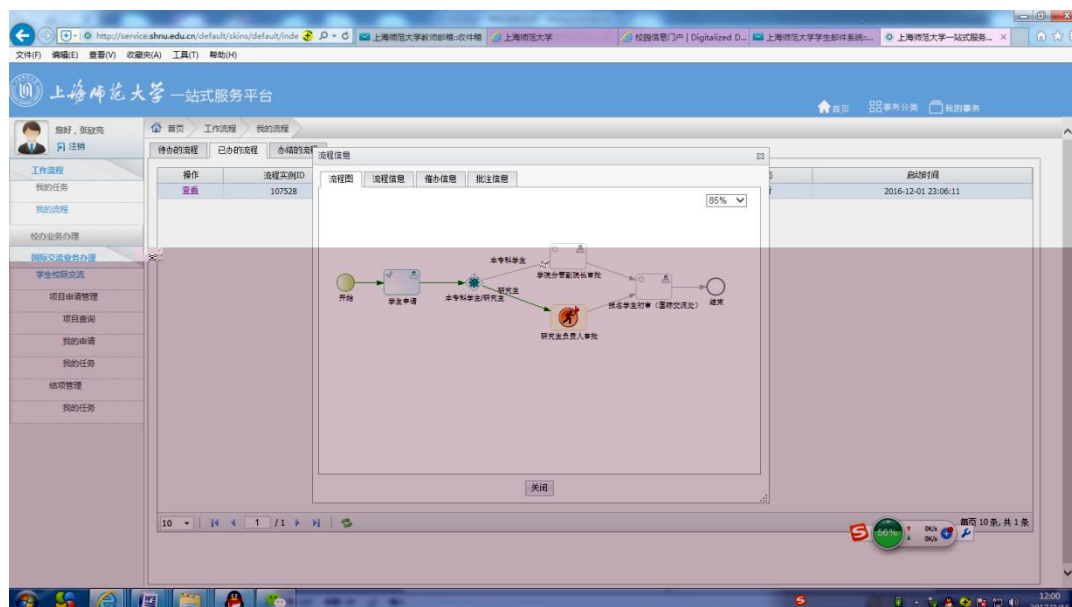 http://service.shnu.edu.cn/default/skins/default/inde
上海师范大学教师邮箱::收件箱
上海师范大学
校园信息门户 | Digitalized D...
上海师范大学学生邮件系统::...
上海师范大学一站式服务...
文件(F) 编辑(E) 查看(V) 收藏夹(A) 工具(T) 帮助(H)
上海师范大学 一站式服务平台
首页 事务分类 我的事务
您好，张欣亮
注销
首页 工作流程 我的流程
待办的流程 已办的流程 办结的流程
工作流程
我的任务
我的流程
校办业务办理
国际交流业务办理
学生校际交流
项目申请管理
项目查询
我的申请
我的任务
结项管理
我的任务
操作 流程实例ID 启动时间
查看 107528 2016-12-01 23:06:11
流程信息
流程图 流程信息 催办信息 批注信息
85%
本专科学生
学院分管副院长审批
开始
学生申请
本专科学生/研究生
研究生
报名学生初审（国际交流处）
结束
研究生负责人审批
关闭
10 1 /1
每页 10 条, 共 1 条
56%
0K/s
0K/s
12:00